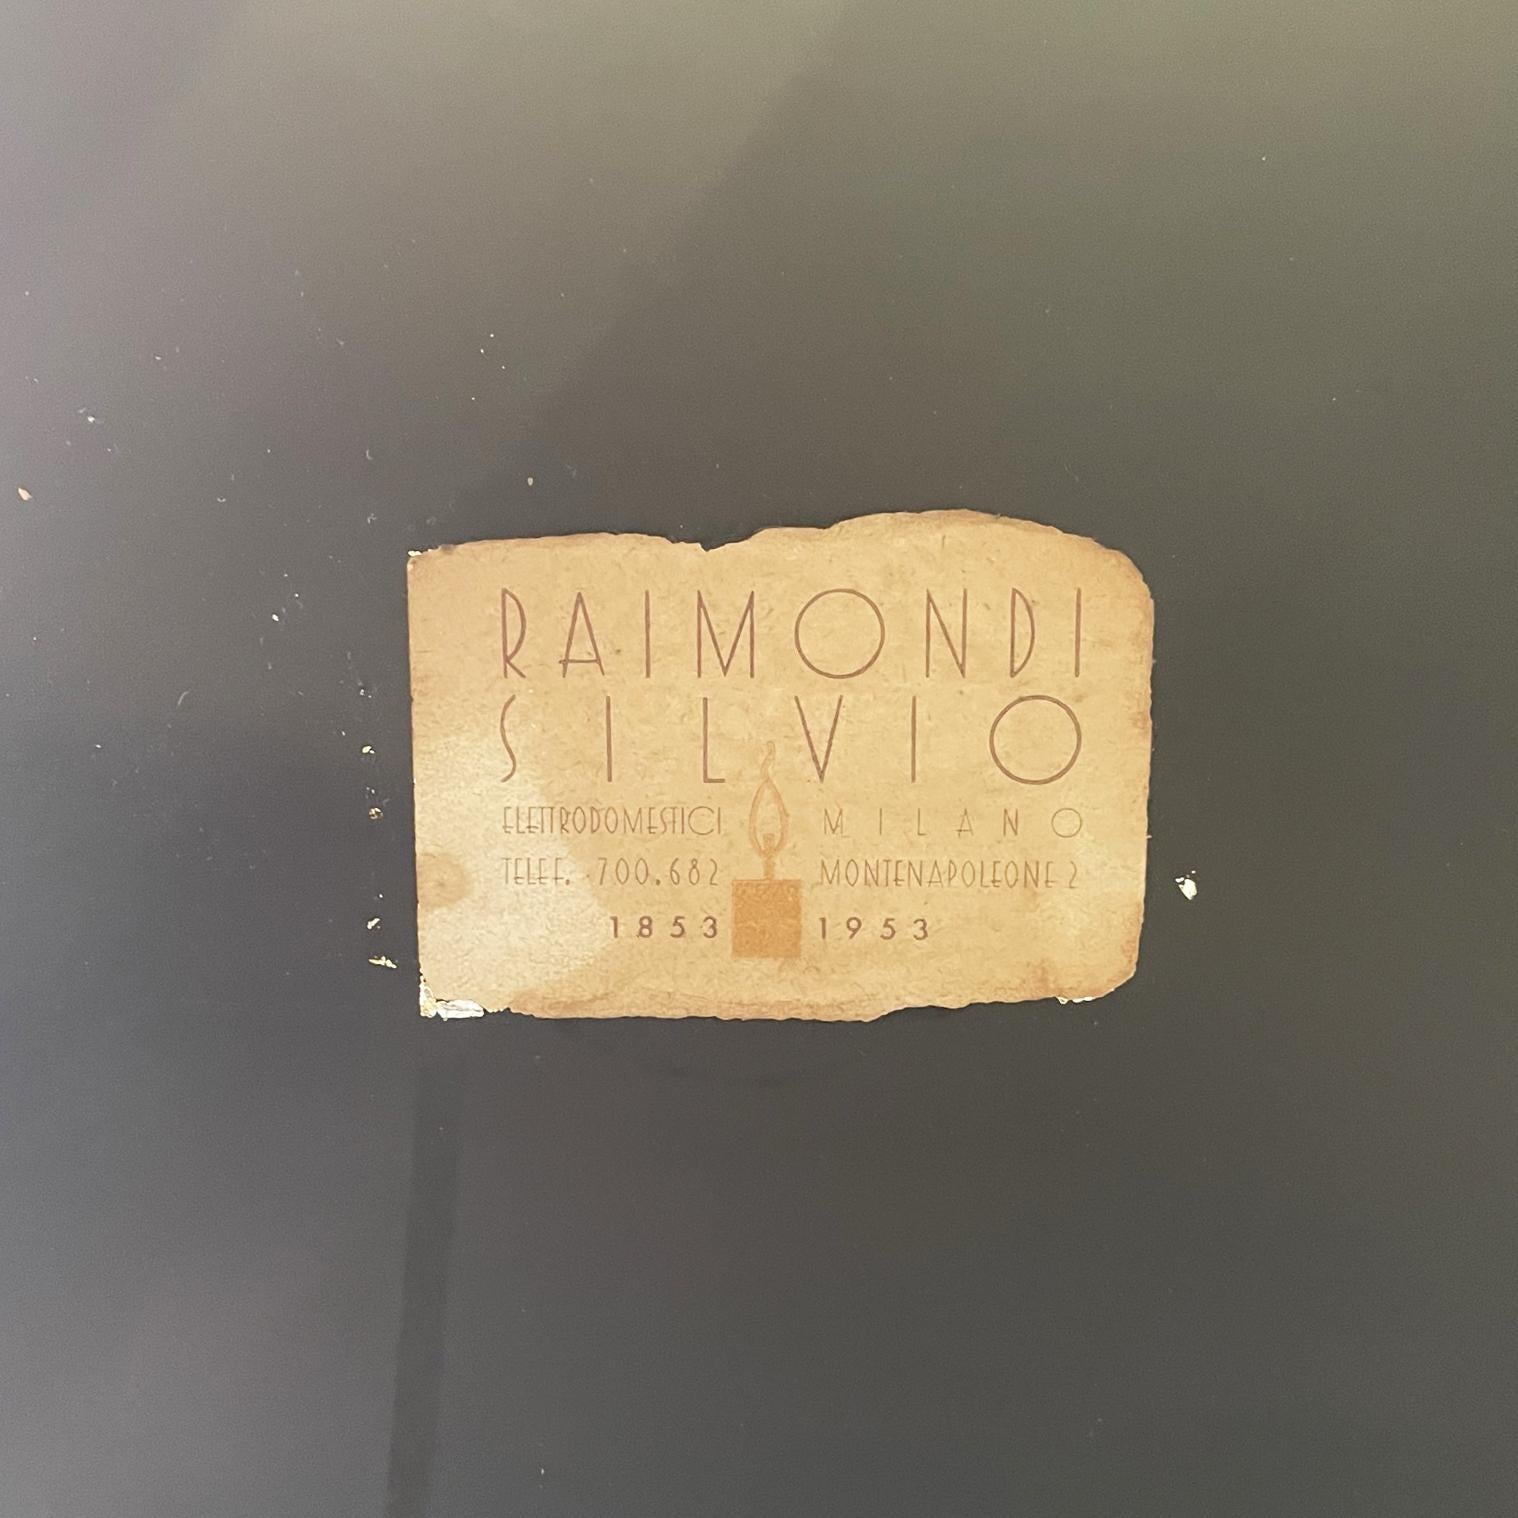 RAIMONDI
SILVIO
ELETTRODOMESTICI MILANO
TELEF. 700.682 MONTENAPOLEONE 2
1853 1953